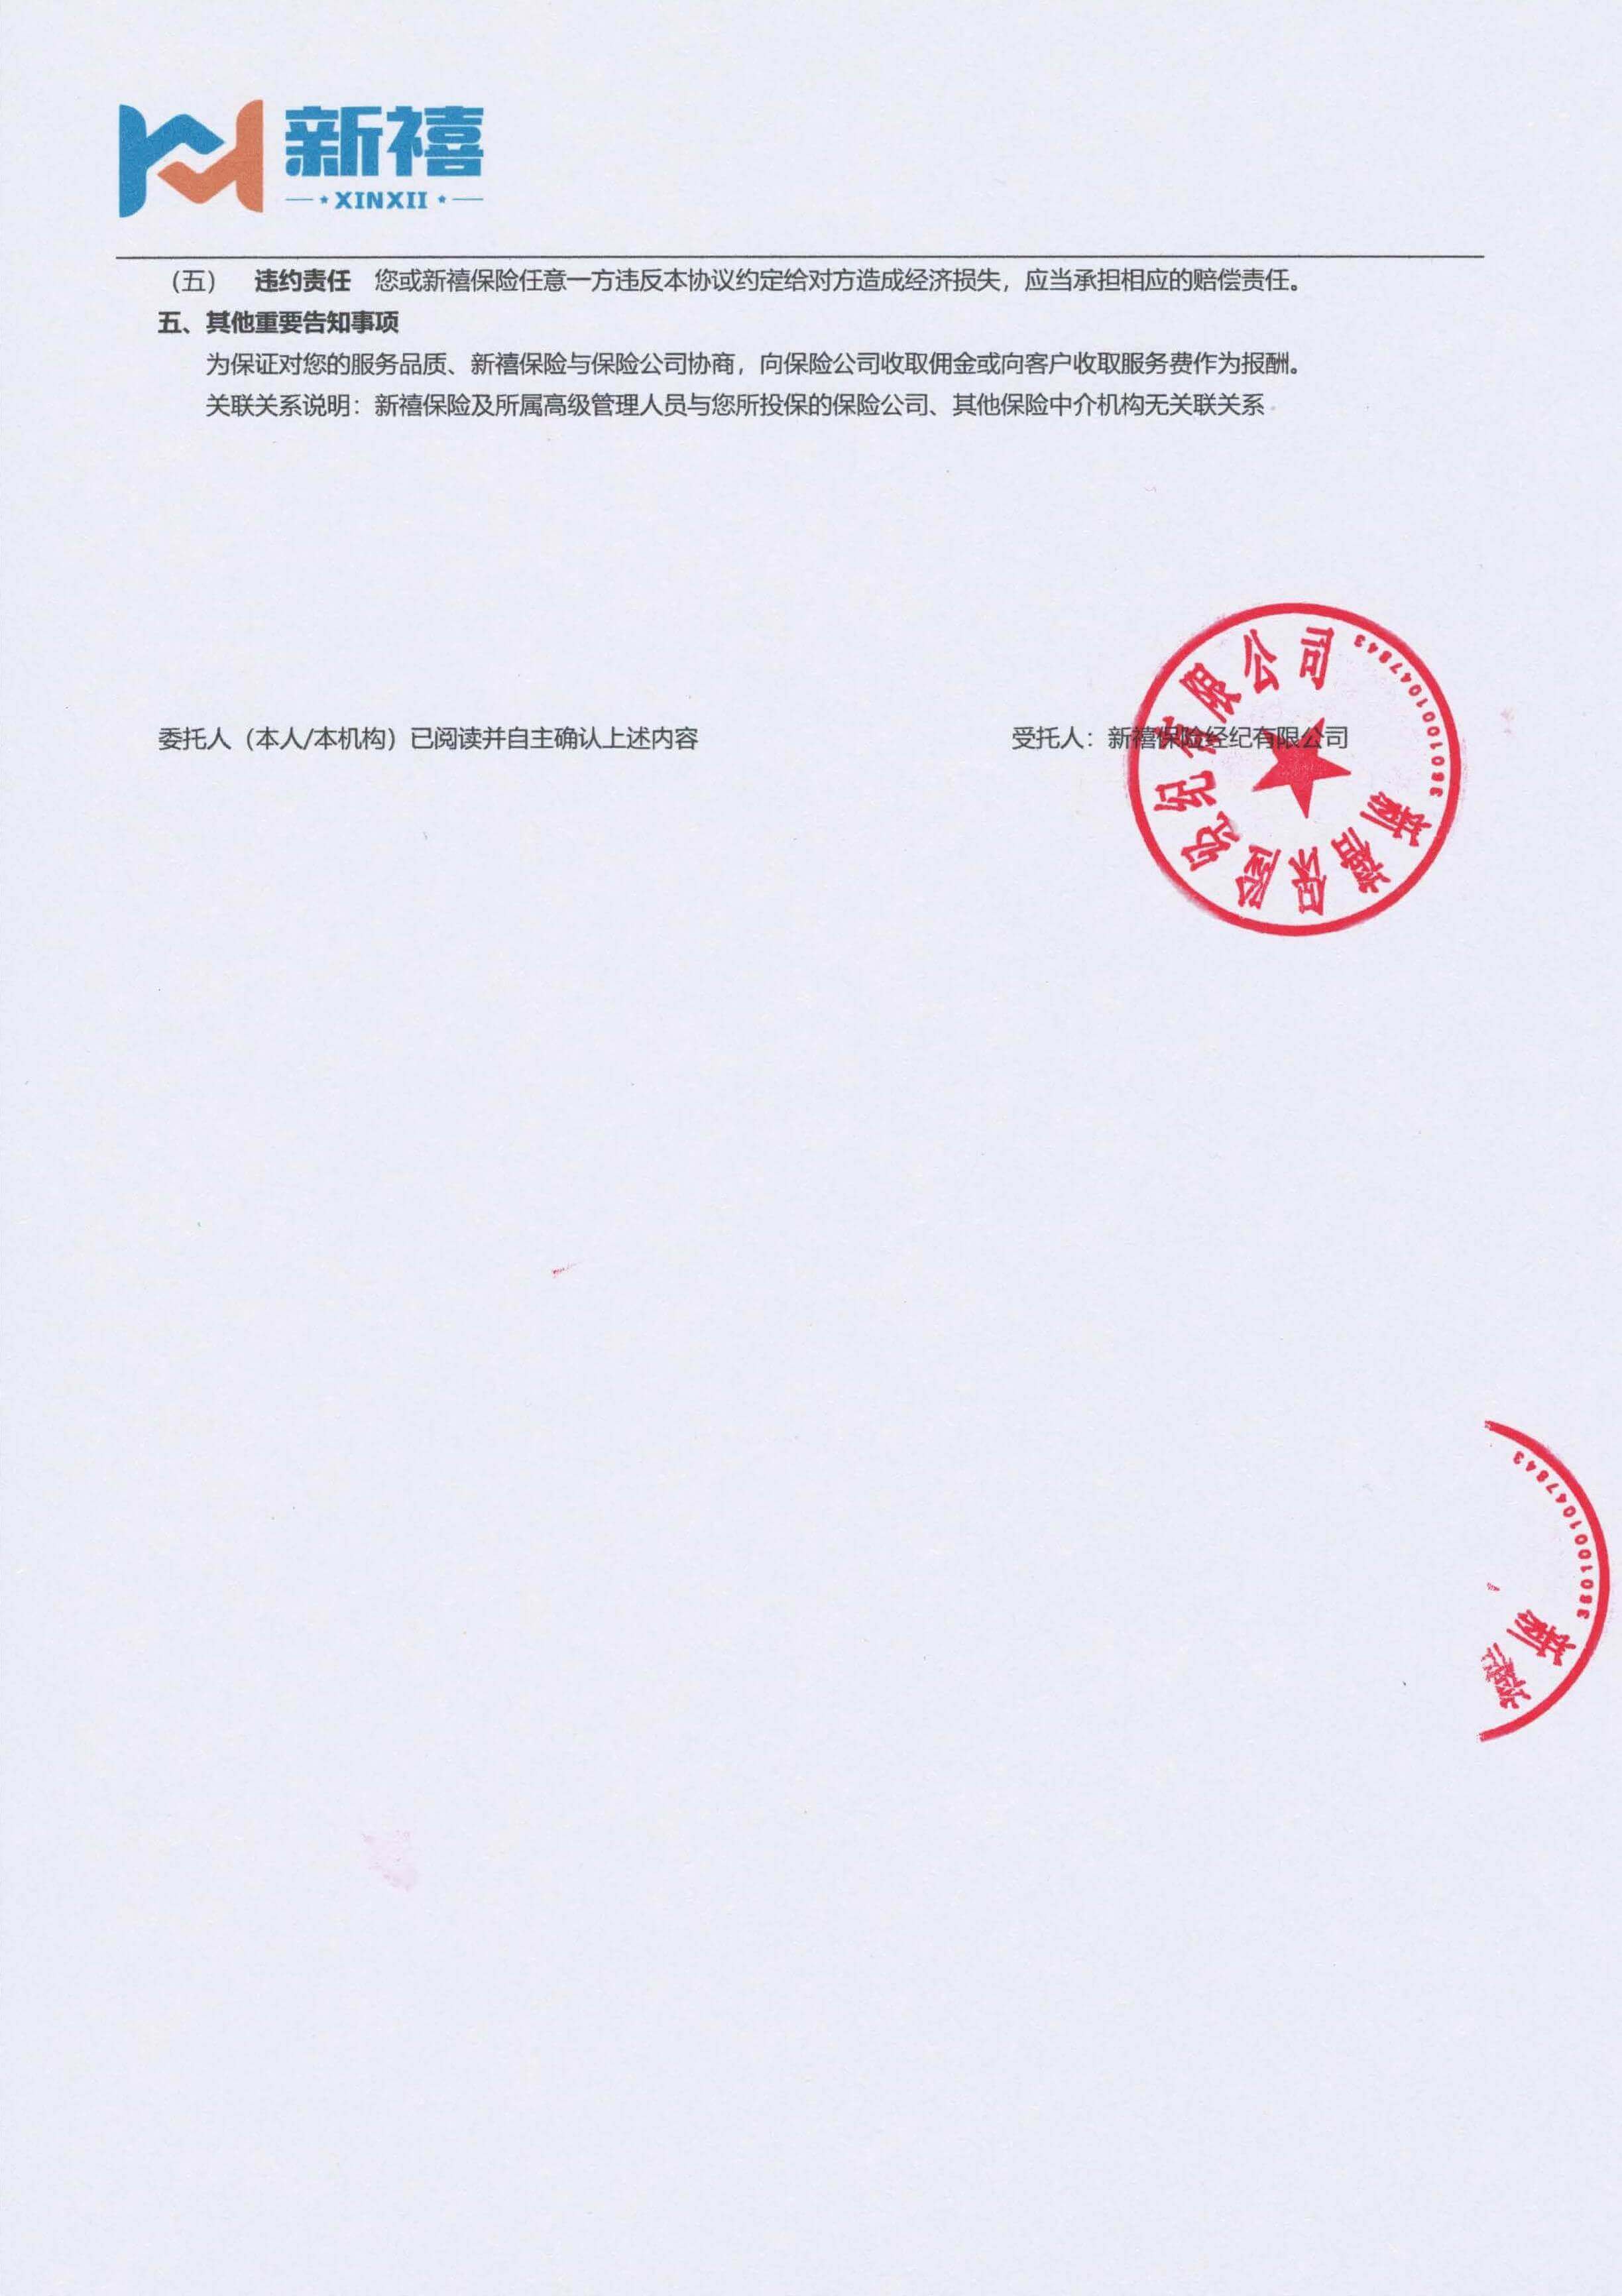 新禧
XINXII
（五） 违约责任 您或新禧保险任意一方违反本协议约定给对方造成经济损失，应当承担相应的赔偿责任。
五、其他重要告知事项
为保证对您的服务品质、新禧保险与保险公司协商，向保险公司收取佣金或向客户收取服务费作为报酬。
关联关系说明：新禧保险及所属高级管理人员与您所投保的保险公司、其他保险中介机构无关联关系
委托人（本人/本机构）已阅读并自主确认上述内容
受托人：新禧保险经纪有限公司
新禧保险经纪有限公司
新禧